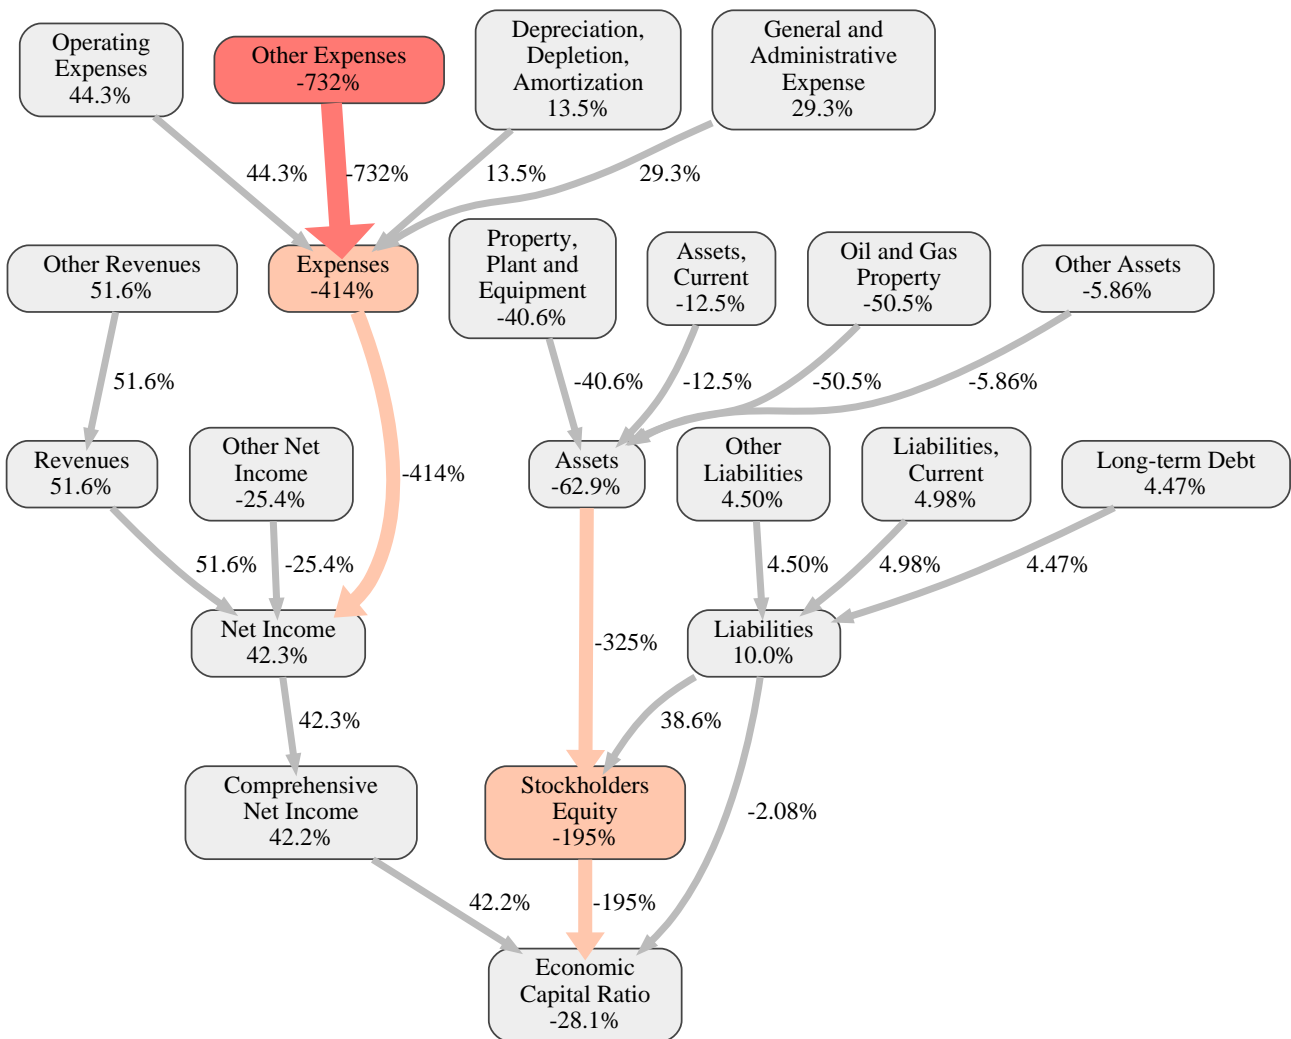 Operating
Expenses
44.3%
Other Expenses
-732%
Depreciation,
Depletion,
Amortization
13.5%
General and
Administrative
Expense
29.3%
44.3%
-732%
13.5%
29.3%
Other Revenues
51.6%
Expenses
-414%
Property,
Plant and
Equipment
-40.6%
Assets,
Current
-12.5%
Oil and Gas
Property
-50.5%
Other Assets
-5.86%
51.6%
-40.6%
-12.5%
-50.5%
-5.86%
Revenues
51.6%
Other Net
Income
-25.4%
-414%
Assets
-62.9%
Other
Liabilities
4.50%
Liabilities,
Current
4.98%
Long-term Debt
4.47%
51.6%
-25.4%
4.50%
4.98%
4.47%
Net Income
42.3%
-325%
Liabilities
10.0%
42.3%
38.6%
Comprehensive
Net Income
42.2%
Stockholders
Equity
-195%
-2.08%
42.2%
-195%
Economic
Capital Ratio
-28.1%